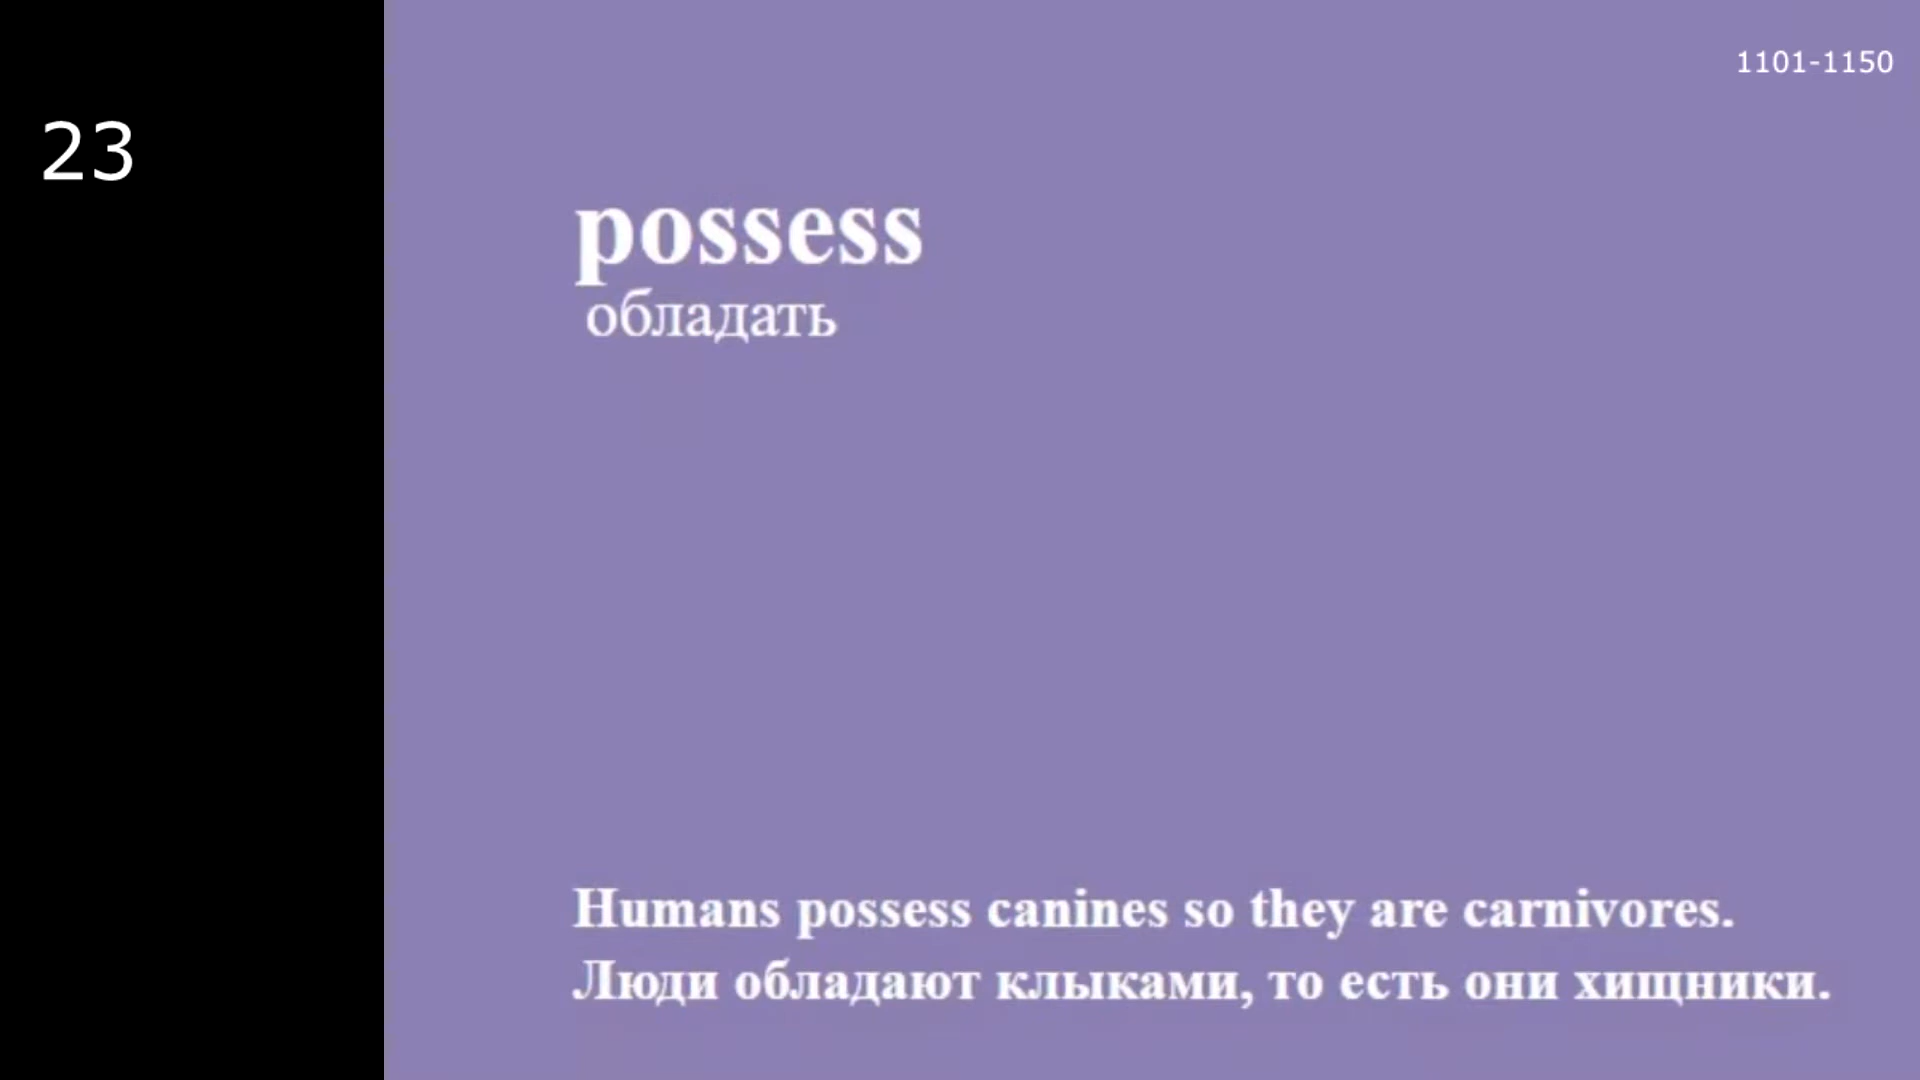 1101-1150
23
possess
обладать
Humans possess canines so they are carnivores.
Люди обладают клыками, то есть они хищники.